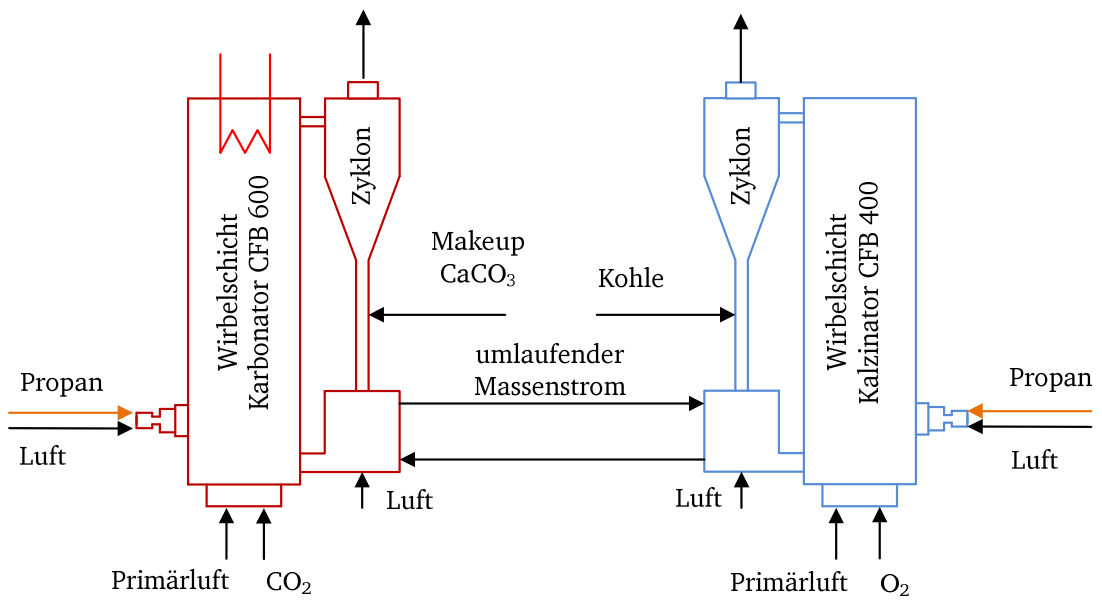 Zyklon
Wirbelschicht
Karbonator CFB 600
Makeup
CaCO₃
Kohle
Zyklon
Wirbelschicht
Kalzinator CFB 400
umlaufender
Massenstrom
Propan
Luft
Propan
Luft
Luft
Luft
Primärluft
CO₂
Primärluft
O₂